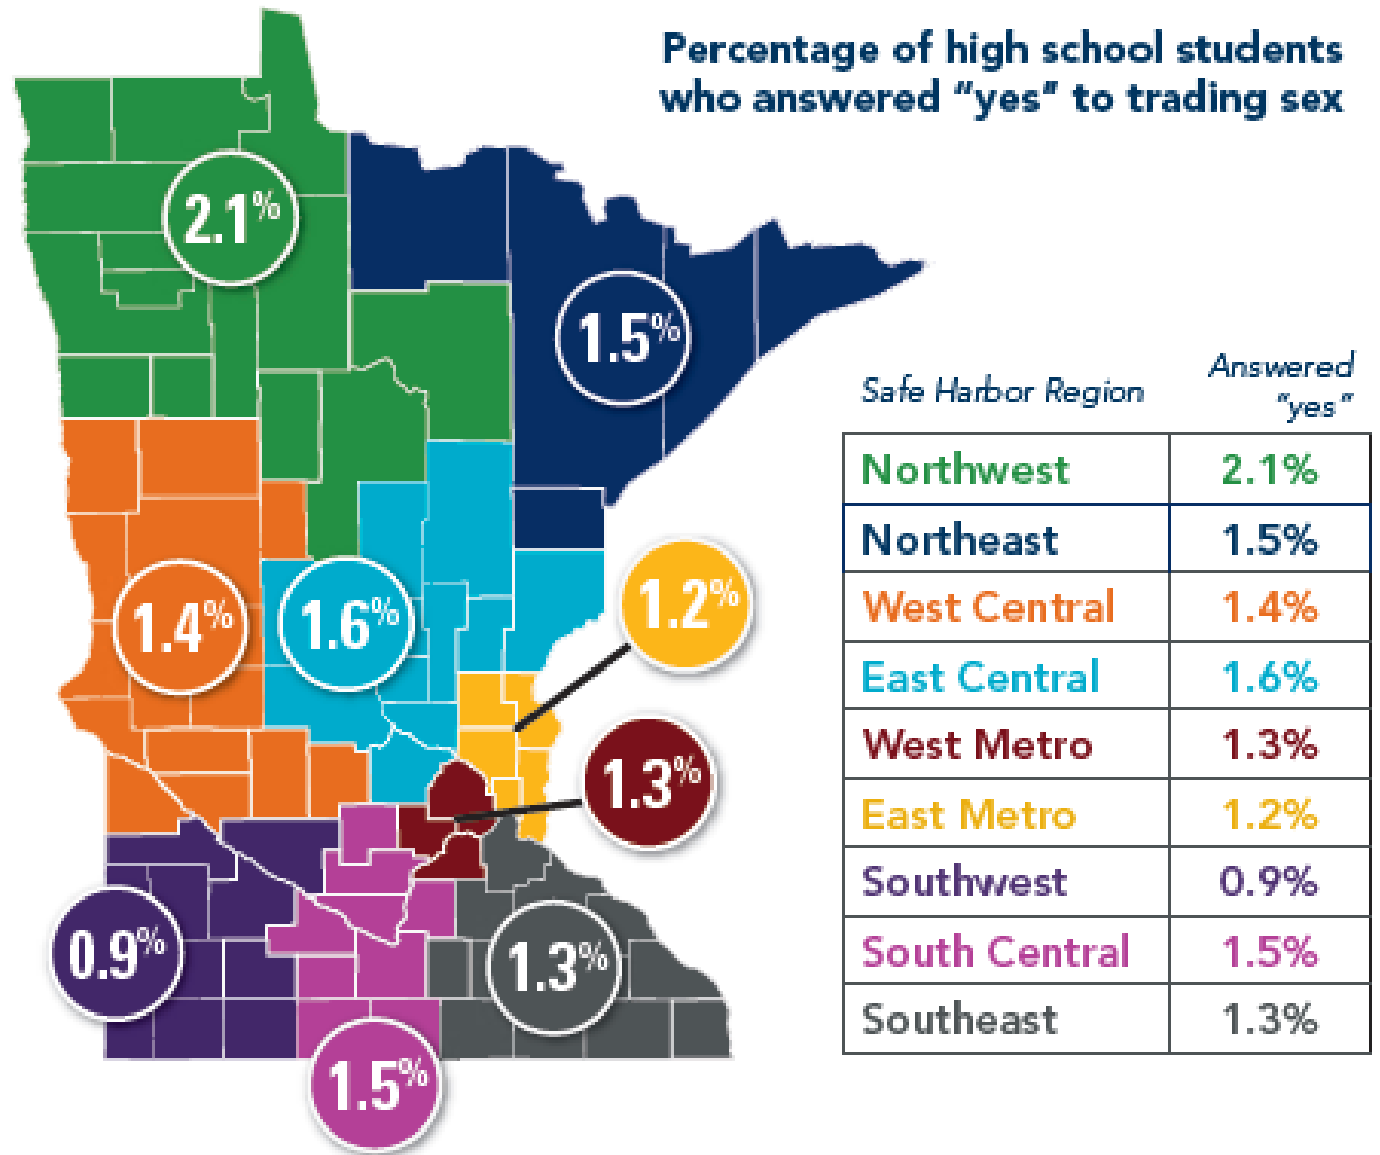 Percentage of high school students
who answered “yes” to trading sex
2.1%
1.5%
1.4%
1.6%
1.2%
1.3%
0.9%
1.3%
1.5%
Safe Harbor Region
Answered
“yes”
Northwest 2.1%
Northeast 1.5%
West Central 1.4%
East Central 1.6%
West Metro 1.3%
East Metro 1.2%
Southwest 0.9%
South Central 1.5%
Southeast 1.3%